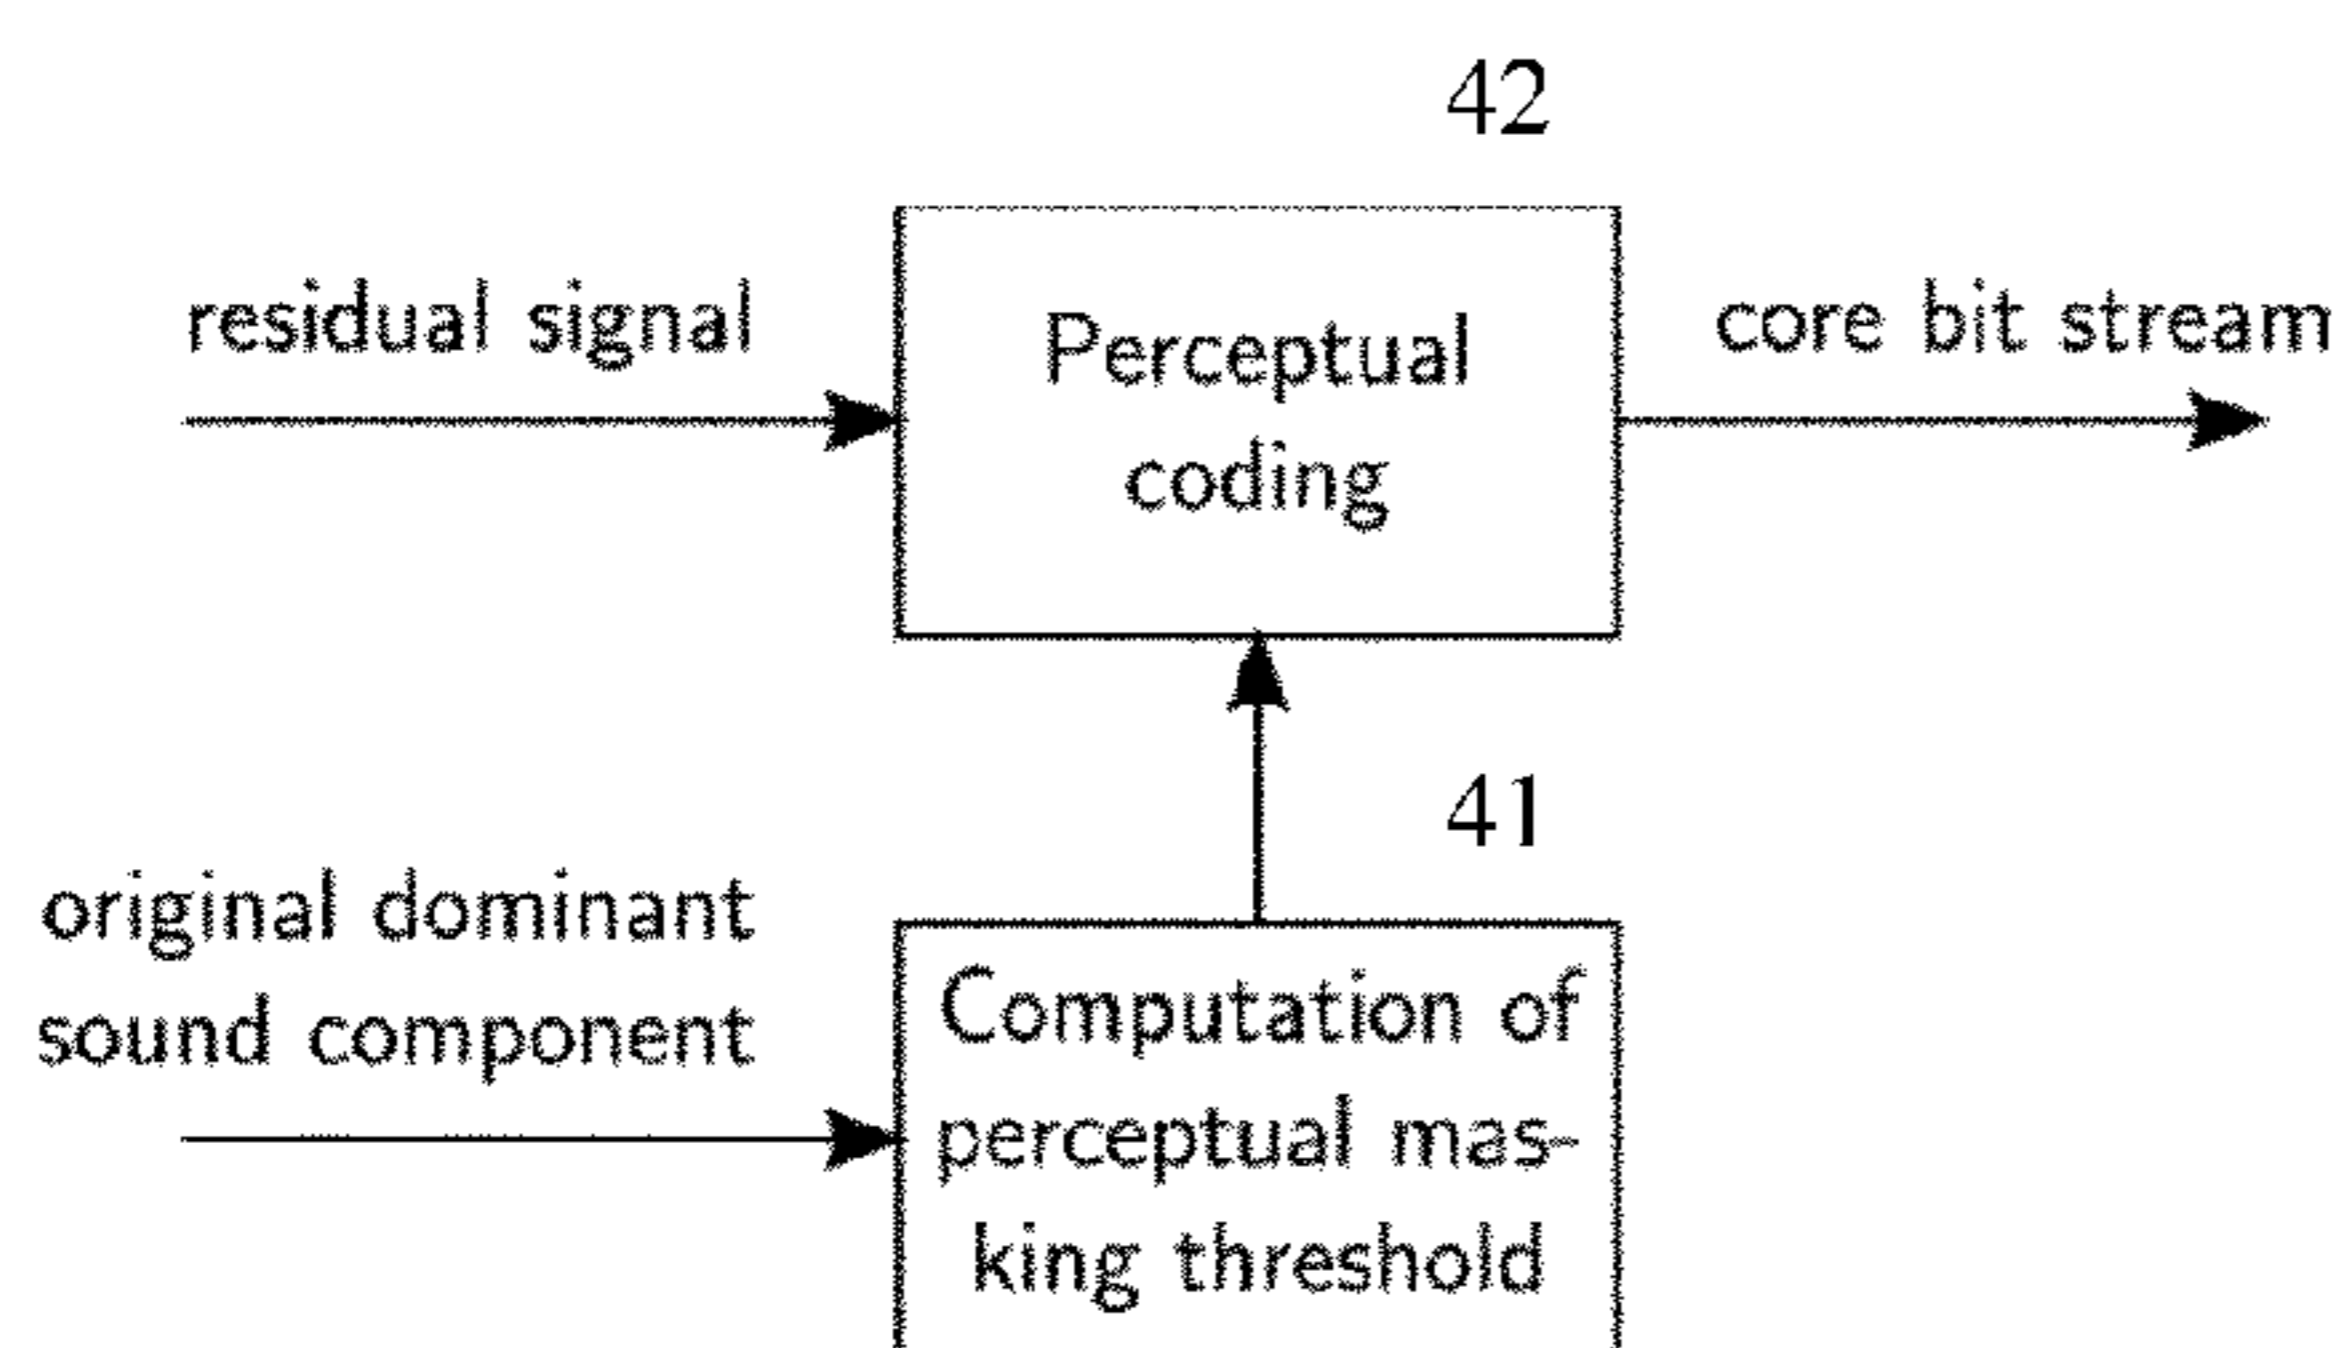 42
residual signal
Perceptual
coding
core bit stream
41
original dominant
sound component
Computation of
perceptual mas-
king threshold